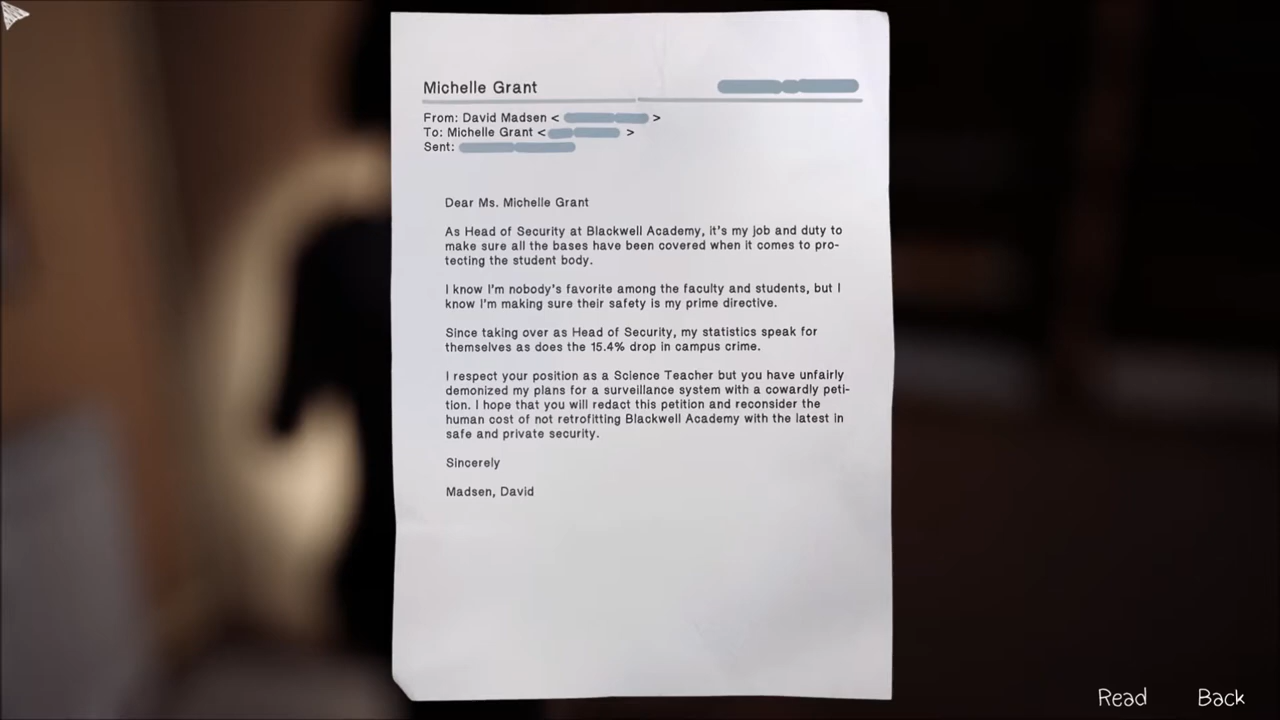 Michelle Grant
From: David Madsen < >
To: Michelle Grant < >
Sent:
Dear Ms. Michelle Grant
As Head of Security at Blackwell Academy, it's my job and duty to
make sure all the bases have been covered when it comes to pro-
tecting the student body.
I know I'm nobody's favorite among the faculty and students, but I
know I'm making sure their safety is my prime directive.
Since taking over as Head of Security, my statistics speak for
themselves as does the 15.4% drop in campus crime.
I respect your position as a Science Teacher but you have unfairly
demonized my plans for a surveillance system with a cowardly peti-
tion. I hope that you will redact this petition and reconsider the
human cost of not retrofitting Blackwell Academy with the latest in
safe and private security.
Sincerely
Madsen, David
Read Back